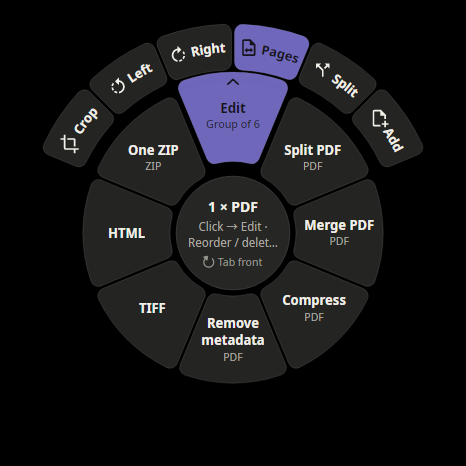 Crop
Left
Right
Pages
Split
Add
Edit
Group of 6
One ZIP
ZIP
Split PDF
PDF
HTML
1 × PDF
Click → Edit ·
Reorder / delet...
Tab front
Merge PDF
PDF
TIFF
Compress
PDF
Remove
metadata
PDF